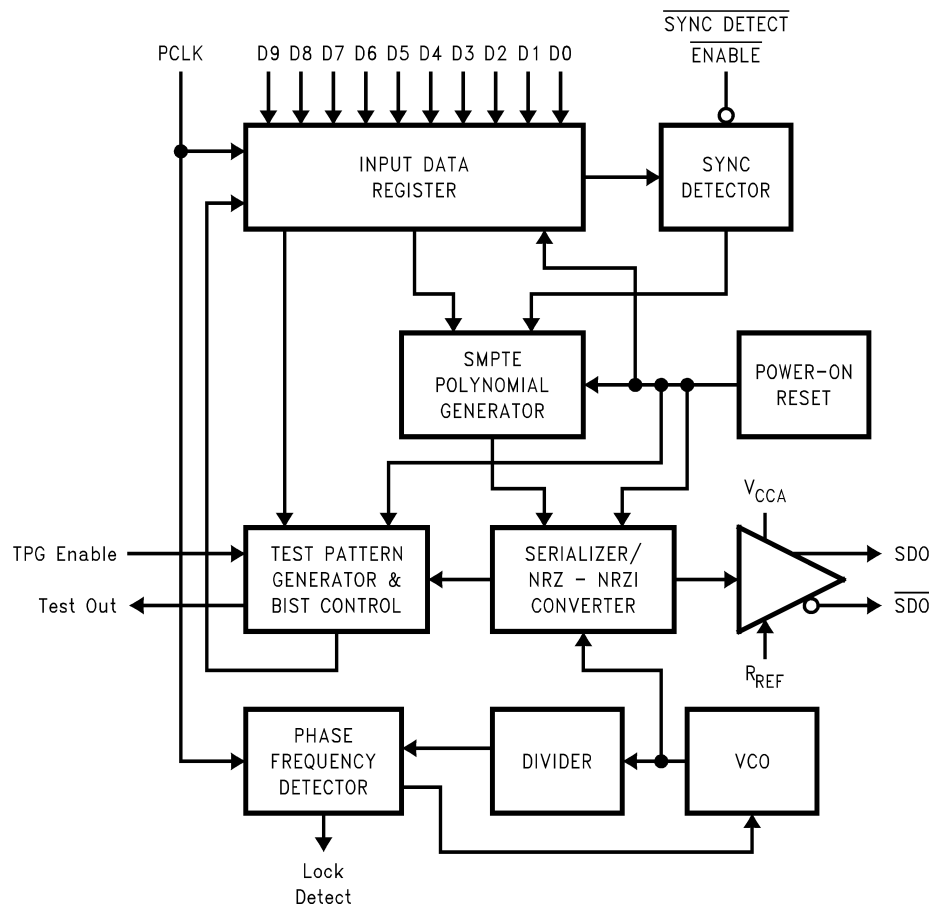 SYNC DETECT
ENABLE
PCLK
D9 D8 D7 D6 D5 D4 D3 D2 D1 D0
INPUT DATA
REGISTER
SYNC
DETECTOR
SMPTE
POLYNOMIAL
GENERATOR
POWER-ON
RESET
VCCA
TPG Enable
Test Out
TEST PATTERN
GENERATOR &
BIST CONTROL
SERIALIZER/
NRZ - NRZI
CONVERTER
SDO
SDO
RREF
PHASE
FREQUENCY
DETECTOR
DIVIDER
VCO
Lock
Detect